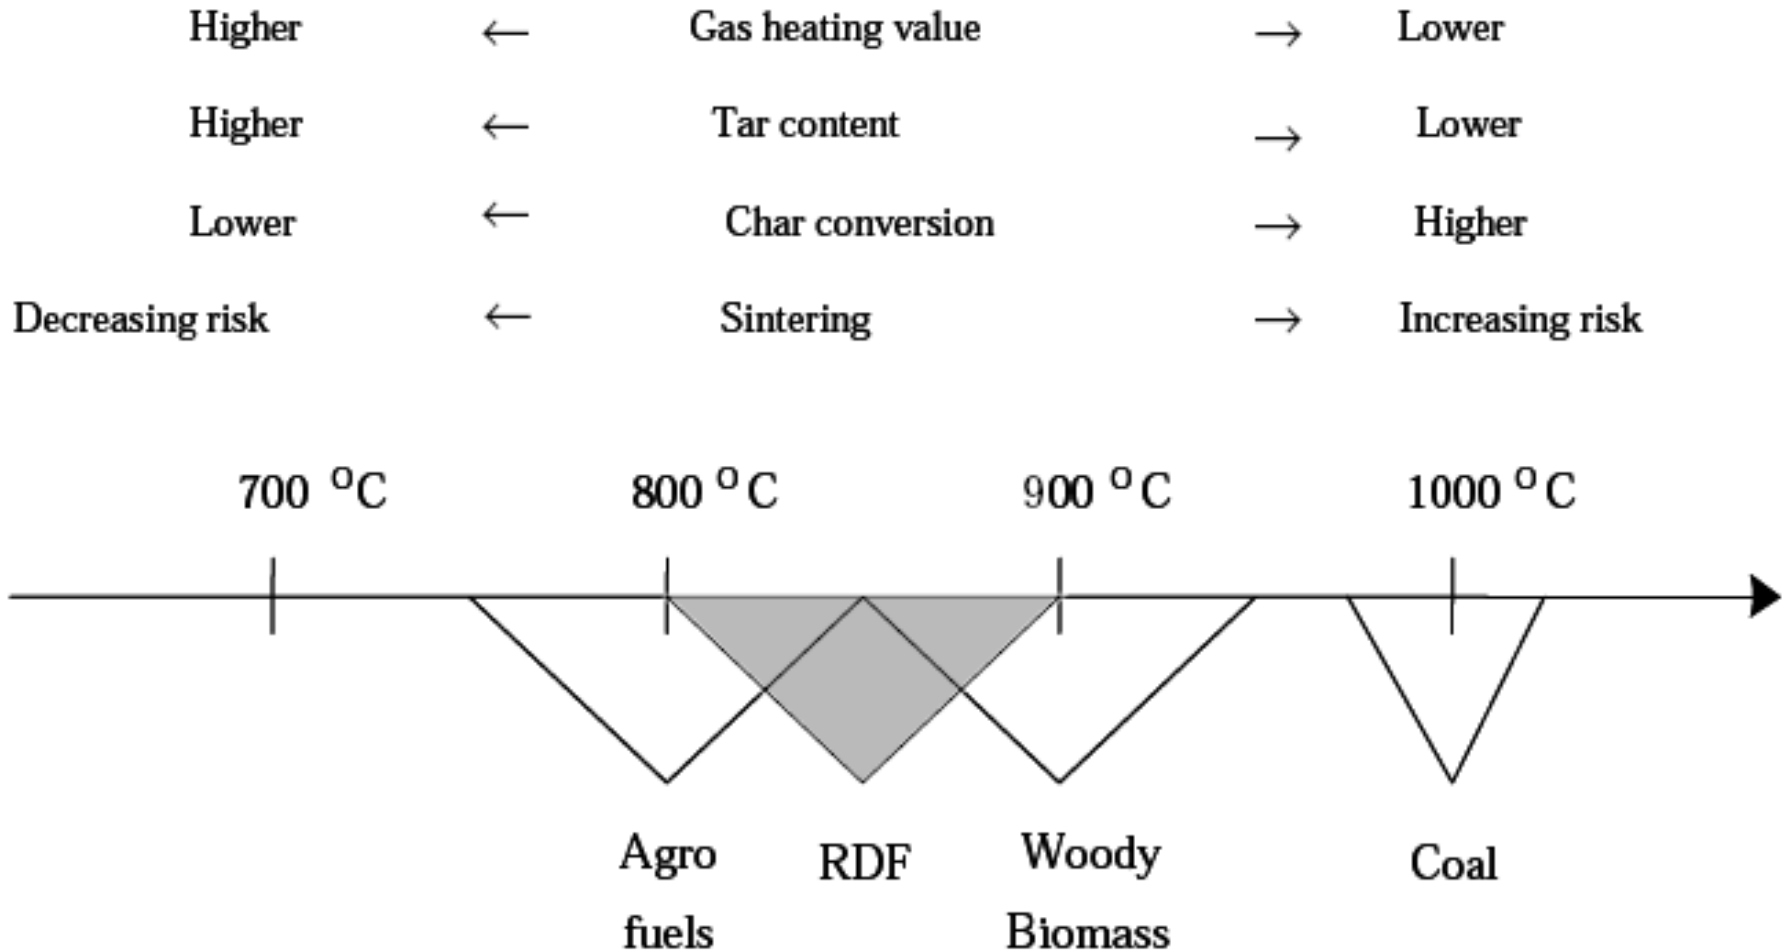 Higher ← Gas heating value → Lower
Higher ← Tar content → Lower
Lower ← Char conversion → Higher
Decreasing risk ← Sintering → Increasing risk
700 °C 800 °C 900 °C 1000 °C
Agro RDF Woody Coal
fuels Biomass